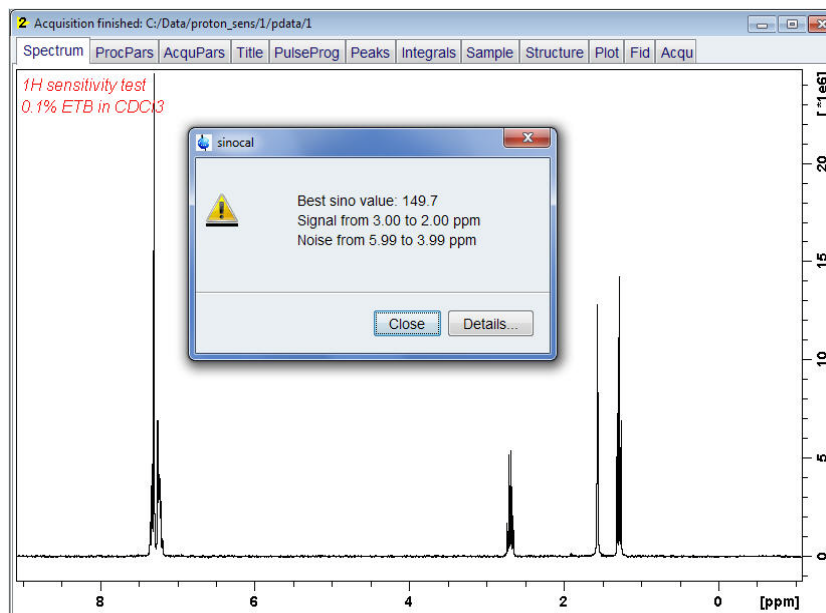 2 Acquisition finished: C:/Data/proton_sens/1/pdata/1
Spectrum ProcPars AcquPars Title PulseProg Peaks Integrals Sample Structure Plot Fid Acqu
1H sensitivity test
0.1% ETB in CDCl3
sinocal
Best sino value: 149.7
Signal from 3.00 to 2.00 ppm
Noise from 5.99 to 3.99 ppm
Close Details...
[*1e6]
20
15
10
5
0
8 6 4 2 0 [ppm]